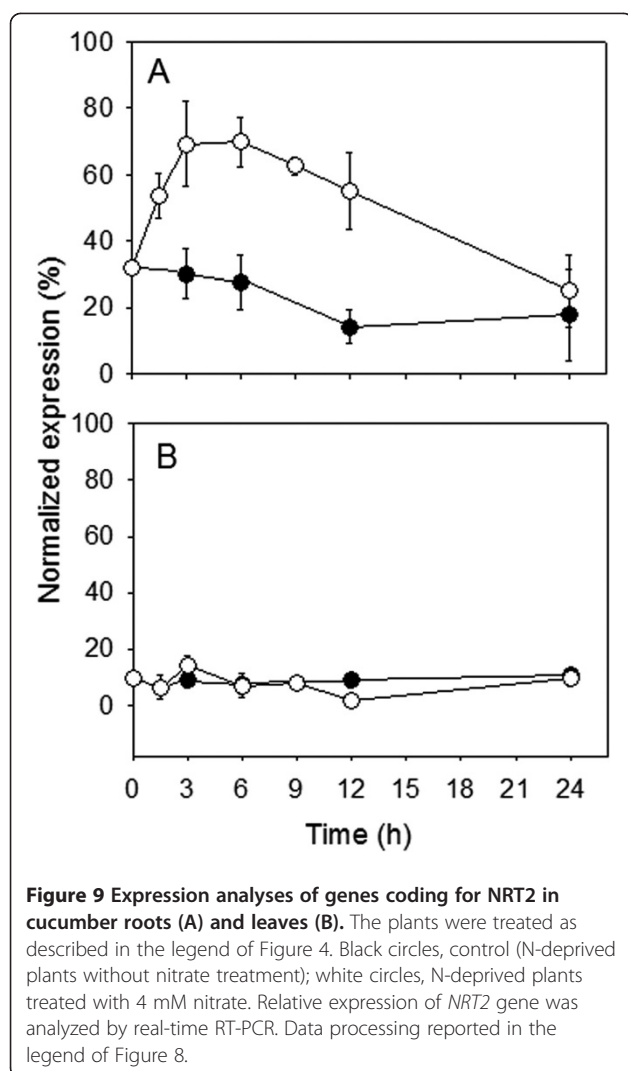 100
80
60
40
20
0
A
Normalized expression (%)
100
80
60
40
20
0
B
0 3 6 9 12 15 18 21 24
Time (h)
Figure 9 Expression analyses of genes coding for NRT2 in
cucumber roots (A) and leaves (B). The plants were treated as
described in the legend of Figure 4. Black circles, control (N-deprived
plants without nitrate treatment); white circles, N-deprived plants
treated with 4 mM nitrate. Relative expression of NRT2 gene was
analyzed by real-time RT-PCR. Data processing reported in the
legend of Figure 8.